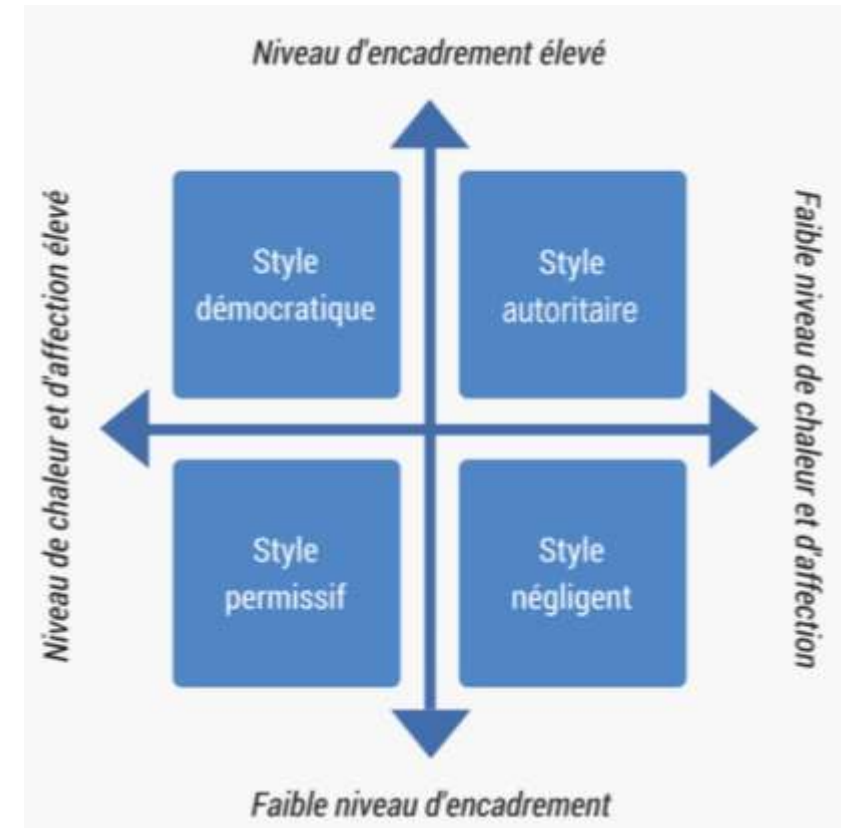 Niveau d'encadrement élevé
Niveau de chaleur et d'affection élevé
Style
démocratique
Style
autoritaire
Faible niveau de chaleur et d'affection
Style
permissif
Style
négligent
Faible niveau d'encadrement